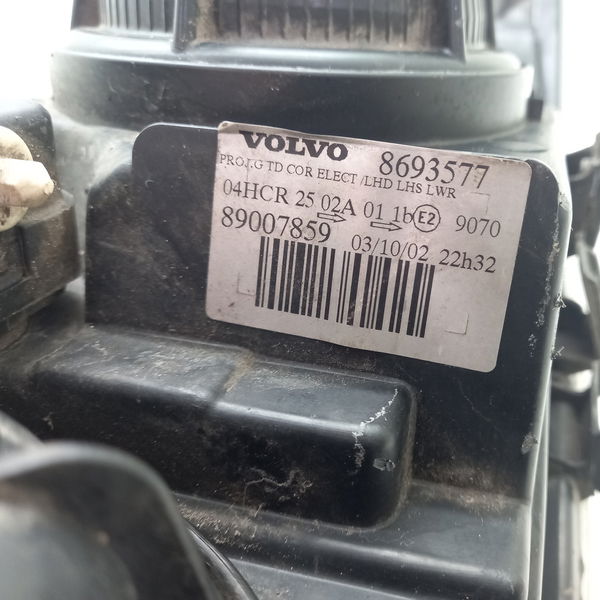 VOLVO 8693577
PROJ.G TD COR ELECT /LHD LHS LWR
04HCR 25 02A 01 1b E2 9070
89007859 03/10/02 22h32